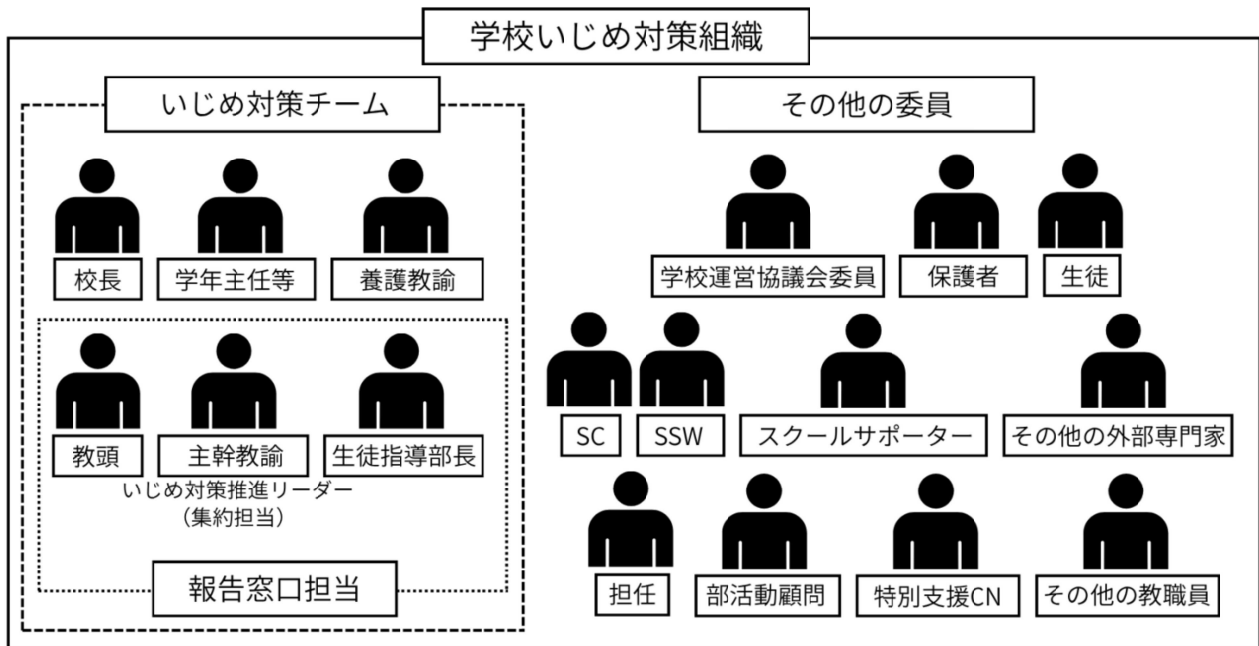 学校いじめ対策組織
いじめ対策チーム
校長
学年主任等
養護教諭
教頭
主幹教諭
生徒指導部長
いじめ対策推進リーダー
（集約担当）
報告窓口担当
その他の委員
学校運営協議会委員
保護者
生徒
SC
SSW
スクールサポーター
その他の外部専門家
担任
部活動顧問
特別支援CN
その他の教職員